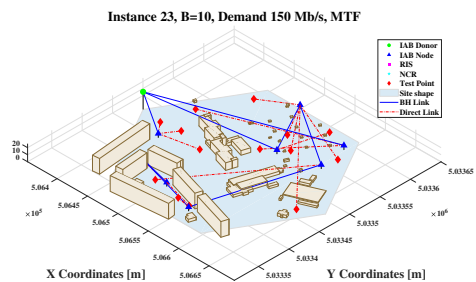 Instance 23, B=10, Demand 150 Mb/s, MTF
IAB Donor
IAB Node
RIS
NCR
Test Point
Site shape
BH Link
Direct Link
20
10
0
5.064
5.0645
5.065
5.0655
5.066
5.0665
×10⁵
X Coordinates [m]
5.03335
5.0334
5.03345
5.0335
5.03355
5.0336
5.03365
×10⁶
Y Coordinates [m]